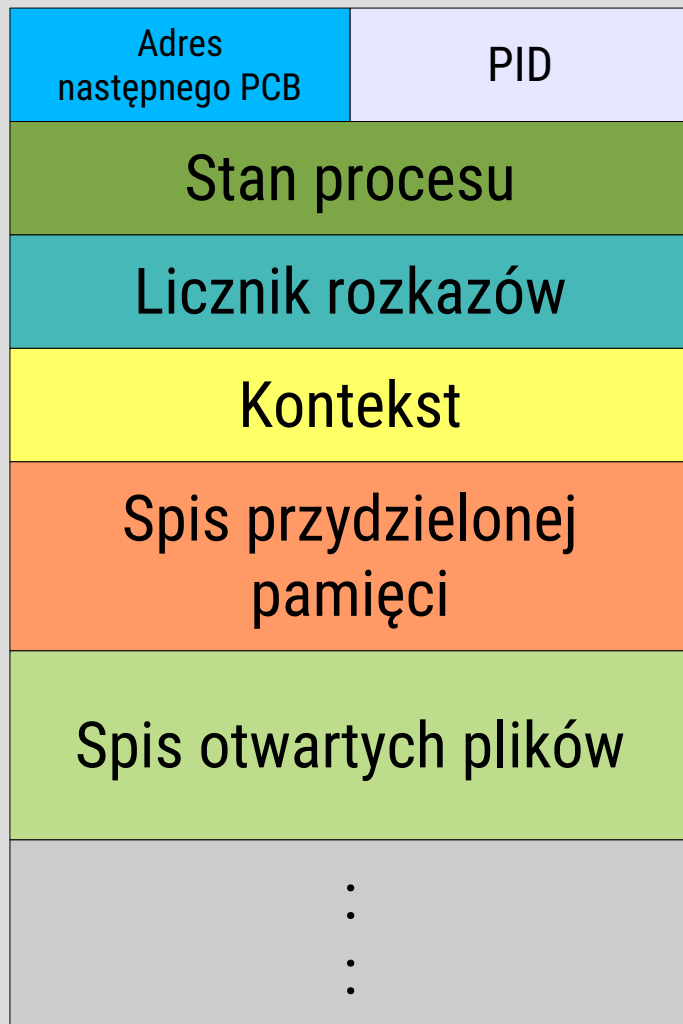 Adres
następnego PCB
PID
Stan procesu
Licznik rozkazów
Kontekst
Spis przydzielonej
pamięci
Spis otwartych plików
:
: